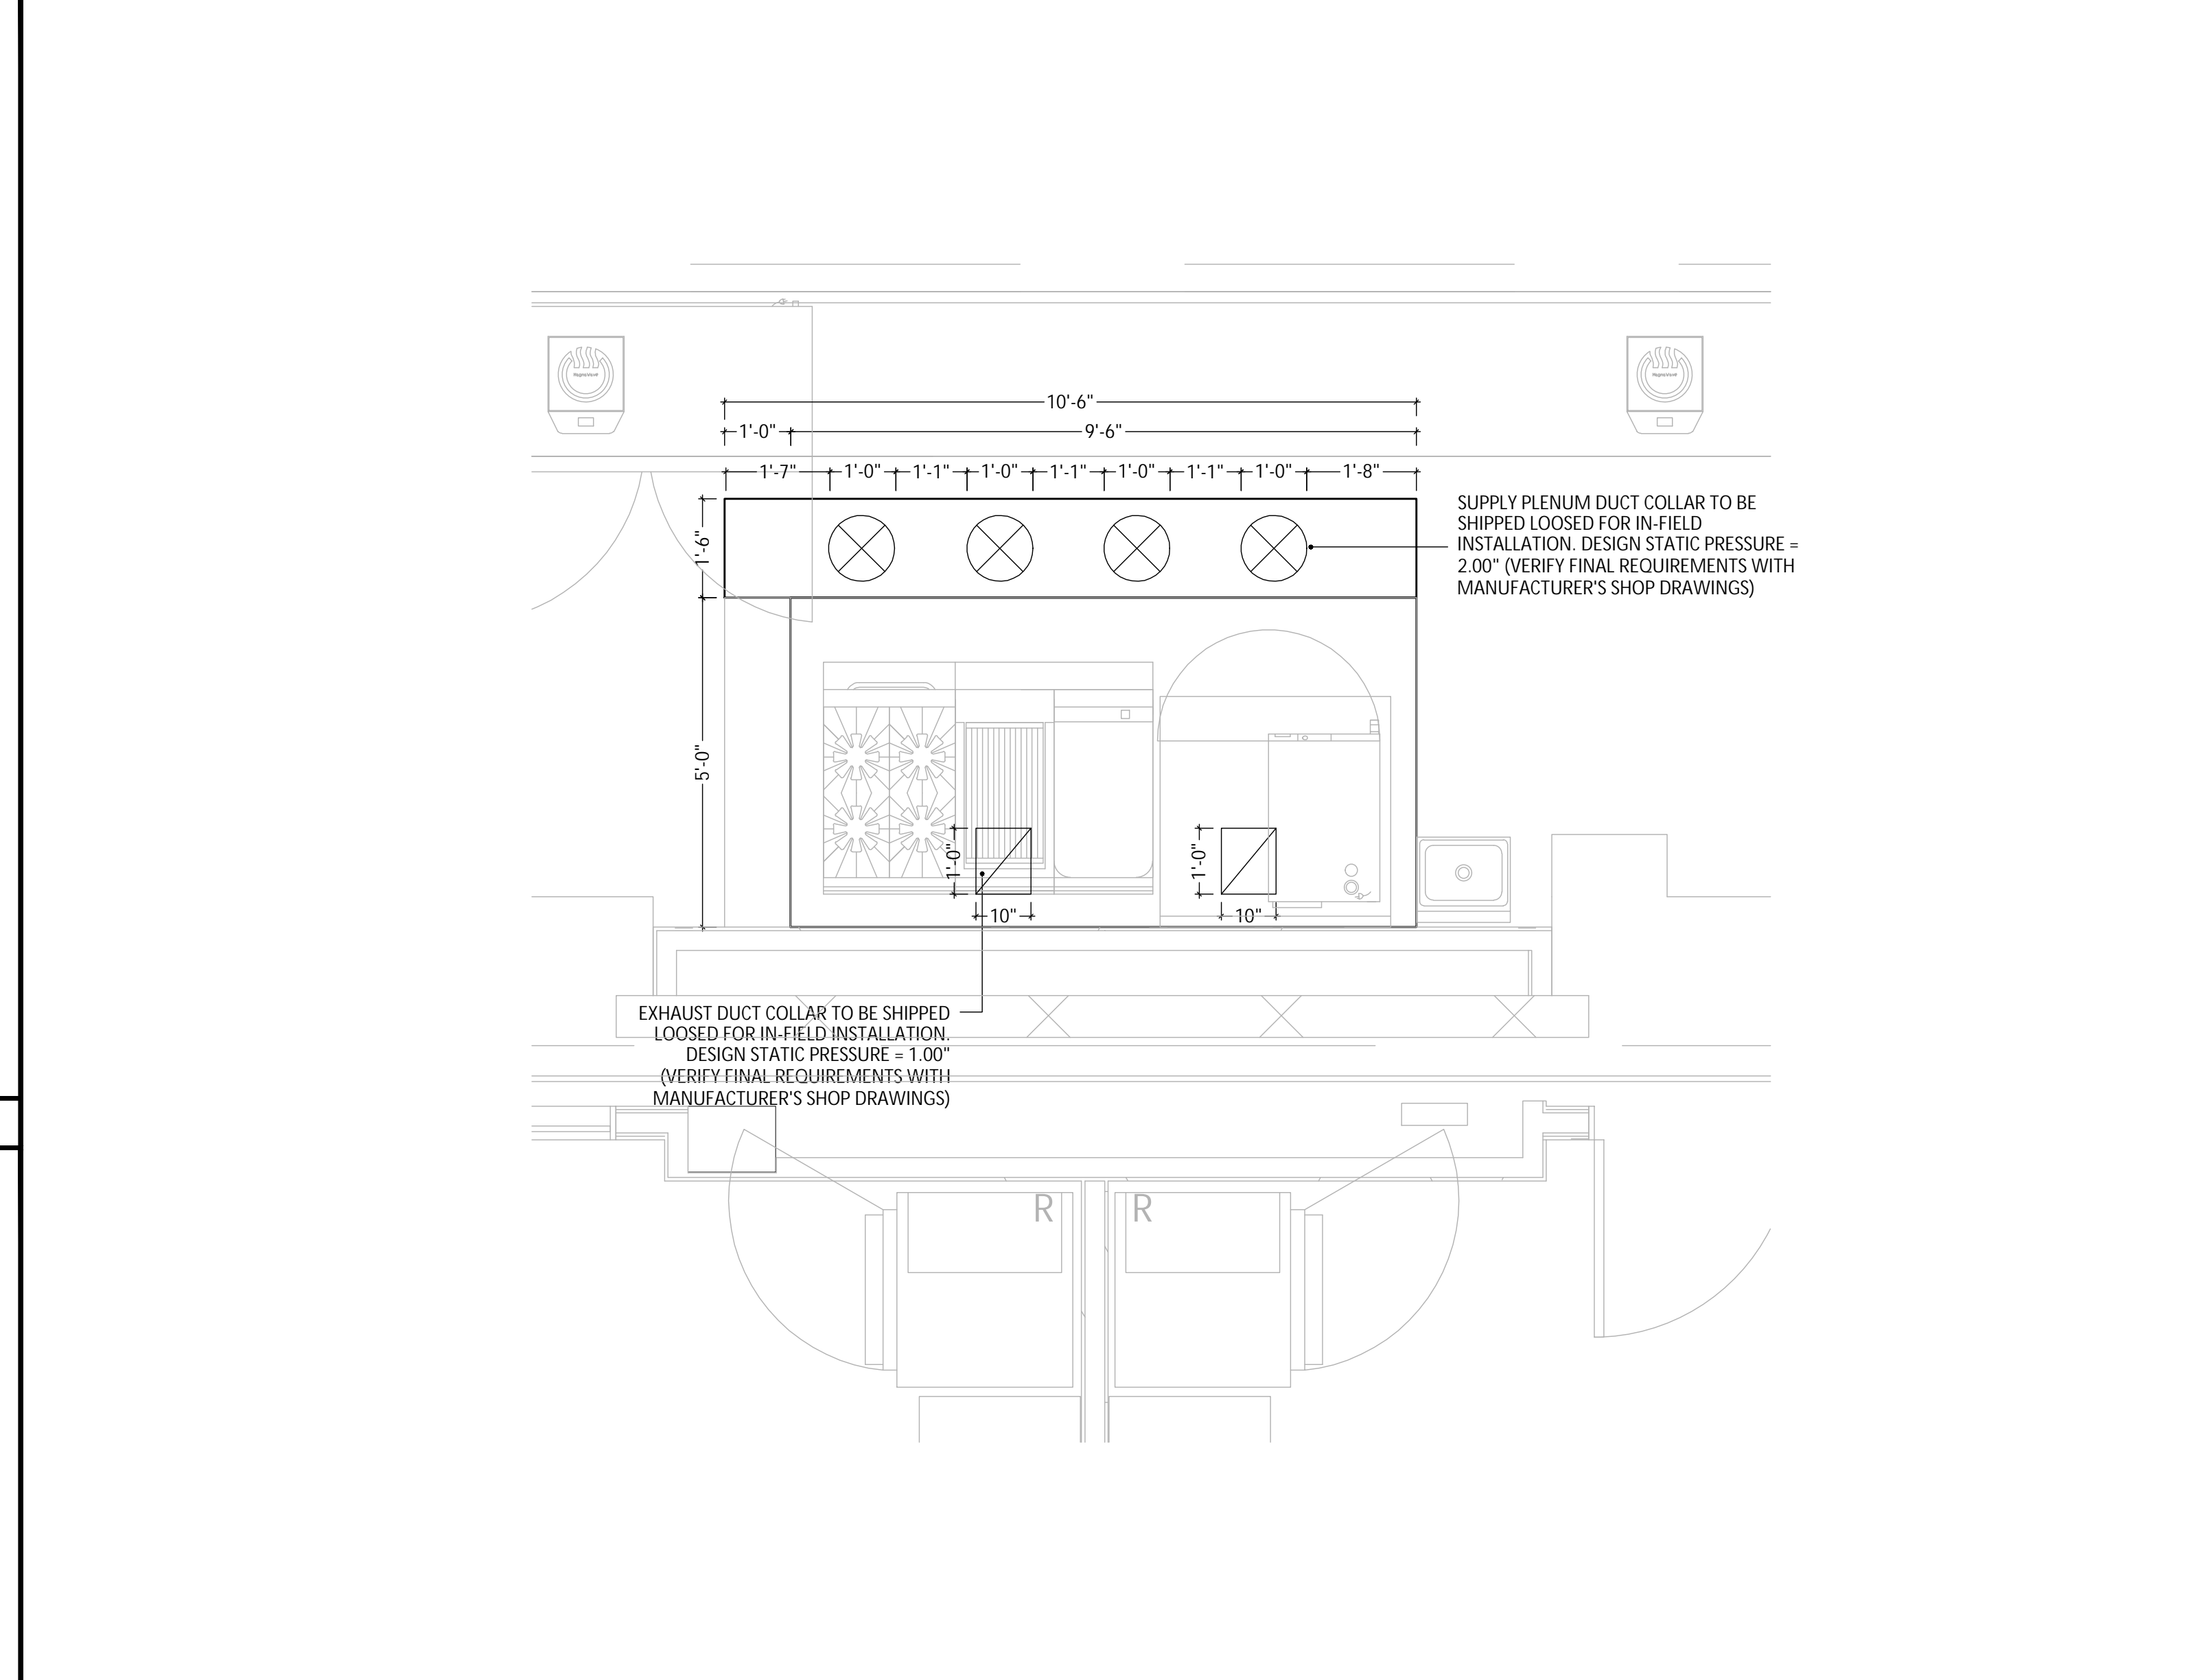 10'-6"
1'-0" 9'-6"
1'-7" 1'-0" 1'-1" 1'-0" 1'-1" 1'-0" 1'-1" 1'-0" 1'-8"
SUPPLY PLENUM DUCT COLLAR TO BE
SHIPPED LOOSED FOR IN-FIELD
INSTALLATION. DESIGN STATIC PRESSURE =
2.00" (VERIFY FINAL REQUIREMENTS WITH
MANUFACTURER'S SHOP DRAWINGS)
1'-6"
5'-0"
1'-0" 1'-0"
10" 10"
EXHAUST DUCT COLLAR TO BE SHIPPED
LOOSED FOR IN-FIELD INSTALLATION.
DESIGN STATIC PRESSURE = 1.00"
(VERIFY FINAL REQUIREMENTS WITH
MANUFACTURER'S SHOP DRAWINGS)
R R